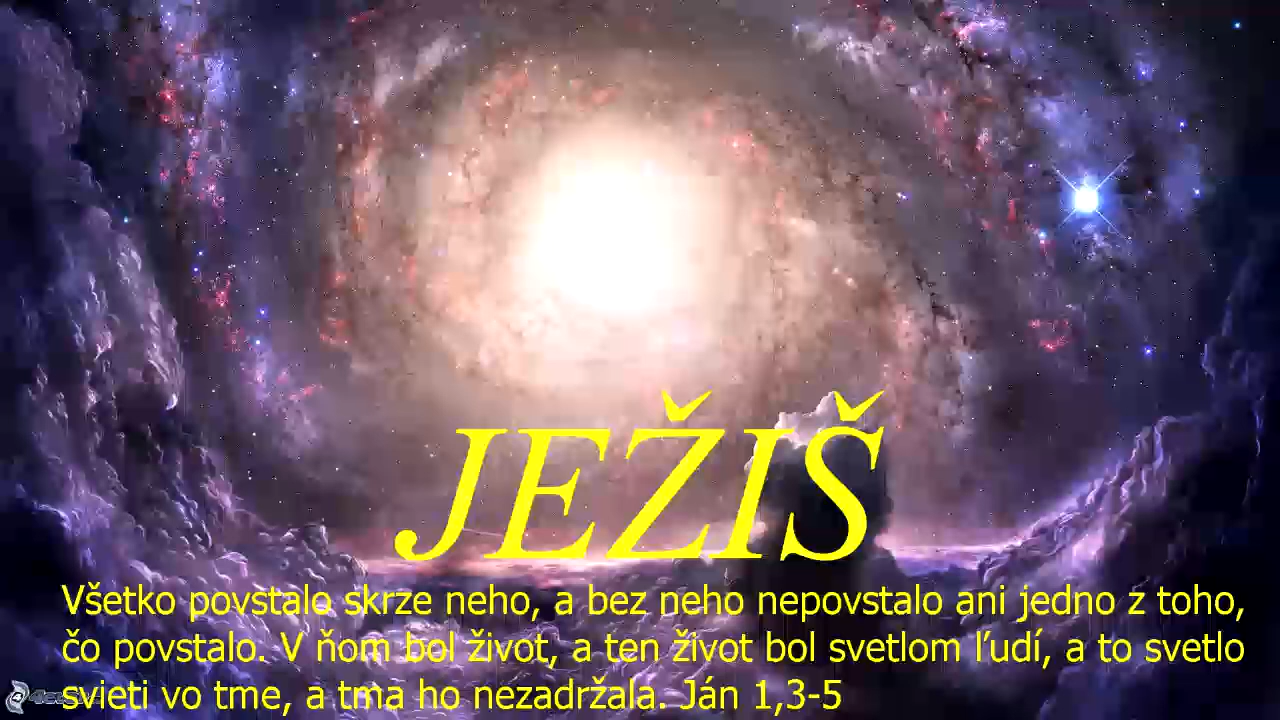 JEŽIŠ
Všetko povstalo skrze neho, a bez neho nepovstalo ani jedno z toho,
čo povstalo. V ňom bol život, a ten život bol svetlom ľudí, a to svetlo
svieti vo tme, a tma ho nezadržala. Ján 1,3-5